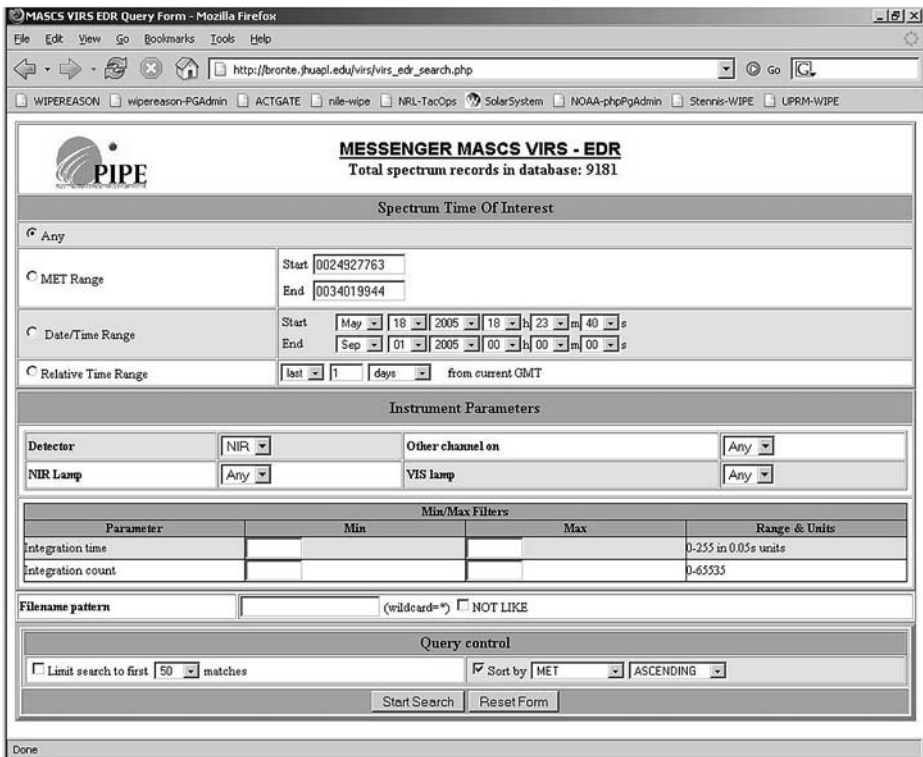 MASCS VIRS EDR Query Form - Mozilla Firefox
File Edit View Go Bookmarks Tools Help
http://bronte.jhuapl.edu/virs/virs_edr_search.php Go G
WIPEREASON wipereason-PGAdmin ACTGATE nile-wipe NRL-TacOps SolarSystem NOAA-phpPgAdmin Stennis-WIPE UPRM-WIPE
PIPE
MESSENGER MASCS VIRS - EDR
Total spectrum records in database: 9181
Spectrum Time Of Interest
Any
MET Range
Start 0024927763
End 0034019944
Date/Time Range
Start May 18 2005 18 h 23 m 40 s
End Sep 01 2005 00 h 00 m 00 s
Relative Time Range last 1 days from current GMT
Instrument Parameters
Detector NIR Other channel on Any
NIR Lamp Any VIS lamp Any
Min/Max Filters
Parameter Min Max Range & Units
Integration time 0-255 in 0.05s units
Integration count 0-65535
Filename pattern (wildcard=*) NOT LIKE
Query control
Limit search to first 50 matches Sort by MET ASCENDING
Start Search Reset Form
Done